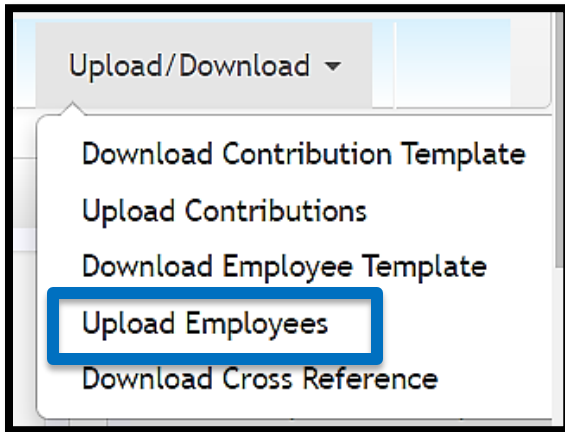 Upload/Download
Download Contribution Template
Upload Contributions
Download Employee Template
Upload Employees
Download Cross Reference